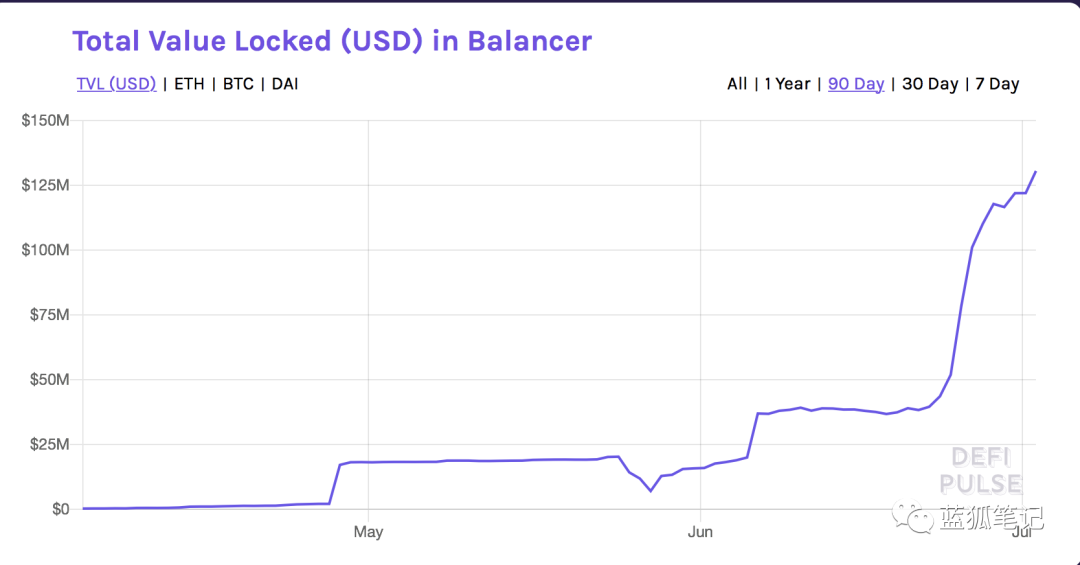 Total Value Locked (USD) in Balancer
TVL (USD) | ETH | BTC | DAI
All | 1 Year | 90 Day | 30 Day | 7 Day
$150M
$125M
$100M
$75M
$50M
$25M
$0
DEFI
PULSE
蓝狐笔记
May
Jun
Jul